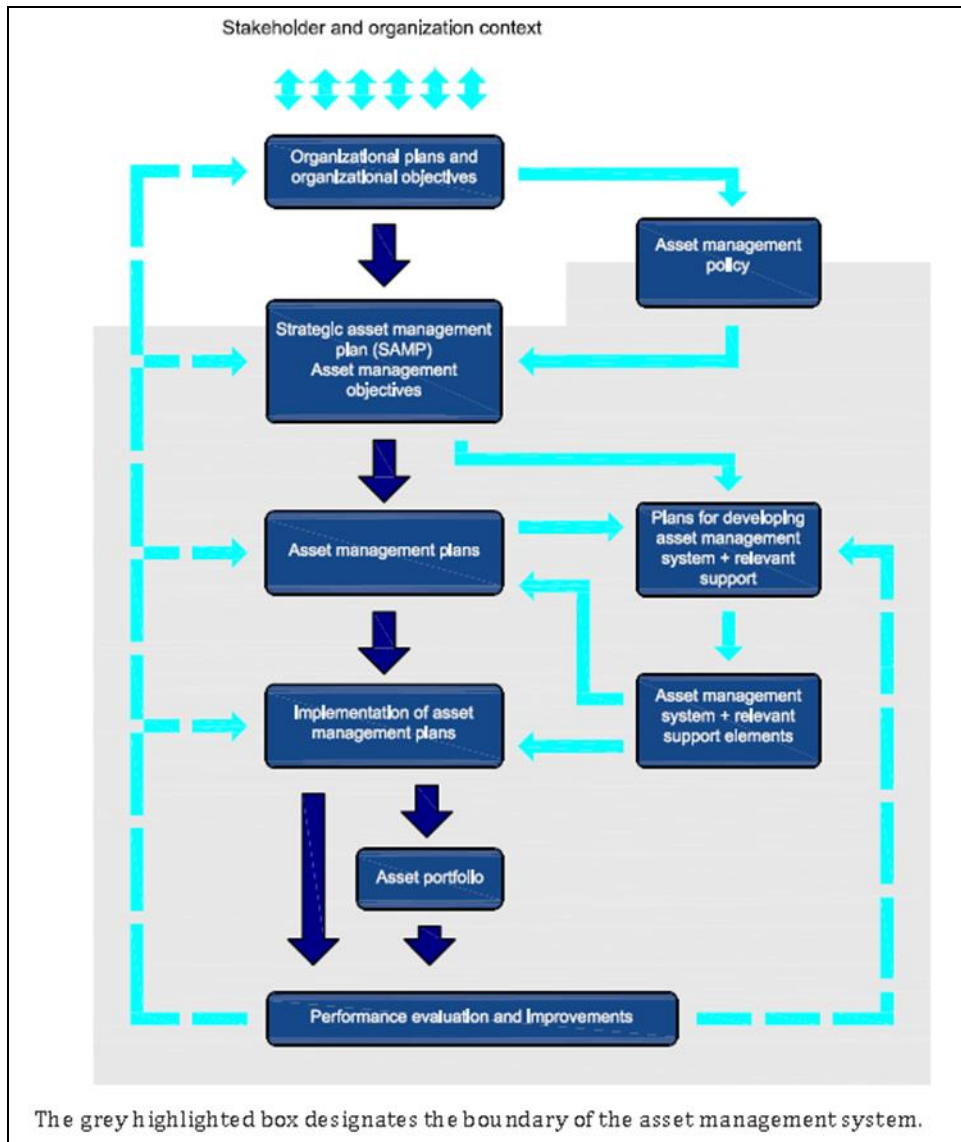 Stakeholder and organization context
Organizational plans and
organizational objectives
Asset management
policy
Strategic asset management
plan (SAMP)
Asset management
objectives
Asset management plans
Plans for developing
asset management
system + relevant
support
Implementation of asset
management plans
Asset management
system + relevant
support elements
Asset portfolio
Performance evaluation and Improvements
The grey highlighted box designates the boundary of the asset management system.